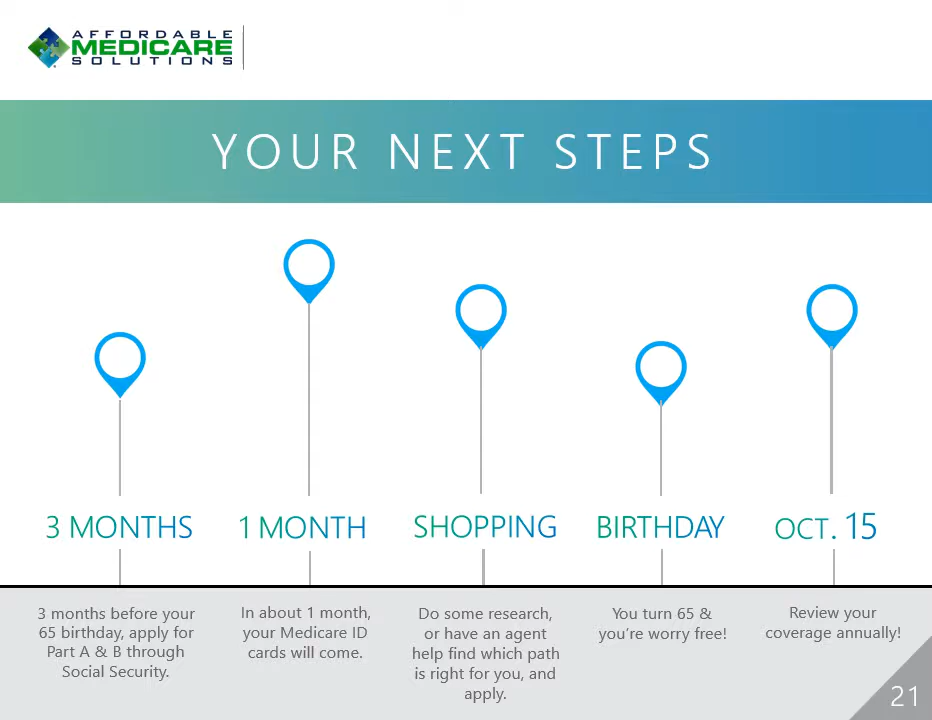 AFFORDABLE
MEDICARE
SOLUTIONS
YOUR NEXT STEPS
3 MONTHS
1 MONTH
SHOPPING
BIRTHDAY
OCT. 15
3 months before your
65 birthday, apply for
Part A & B through
Social Security.
In about 1 month,
your Medicare ID
cards will come.
Do some research,
or have an agent
help find which path
is right for you, and
apply.
You turn 65 &
you're worry free!
Review your
coverage annually!
21